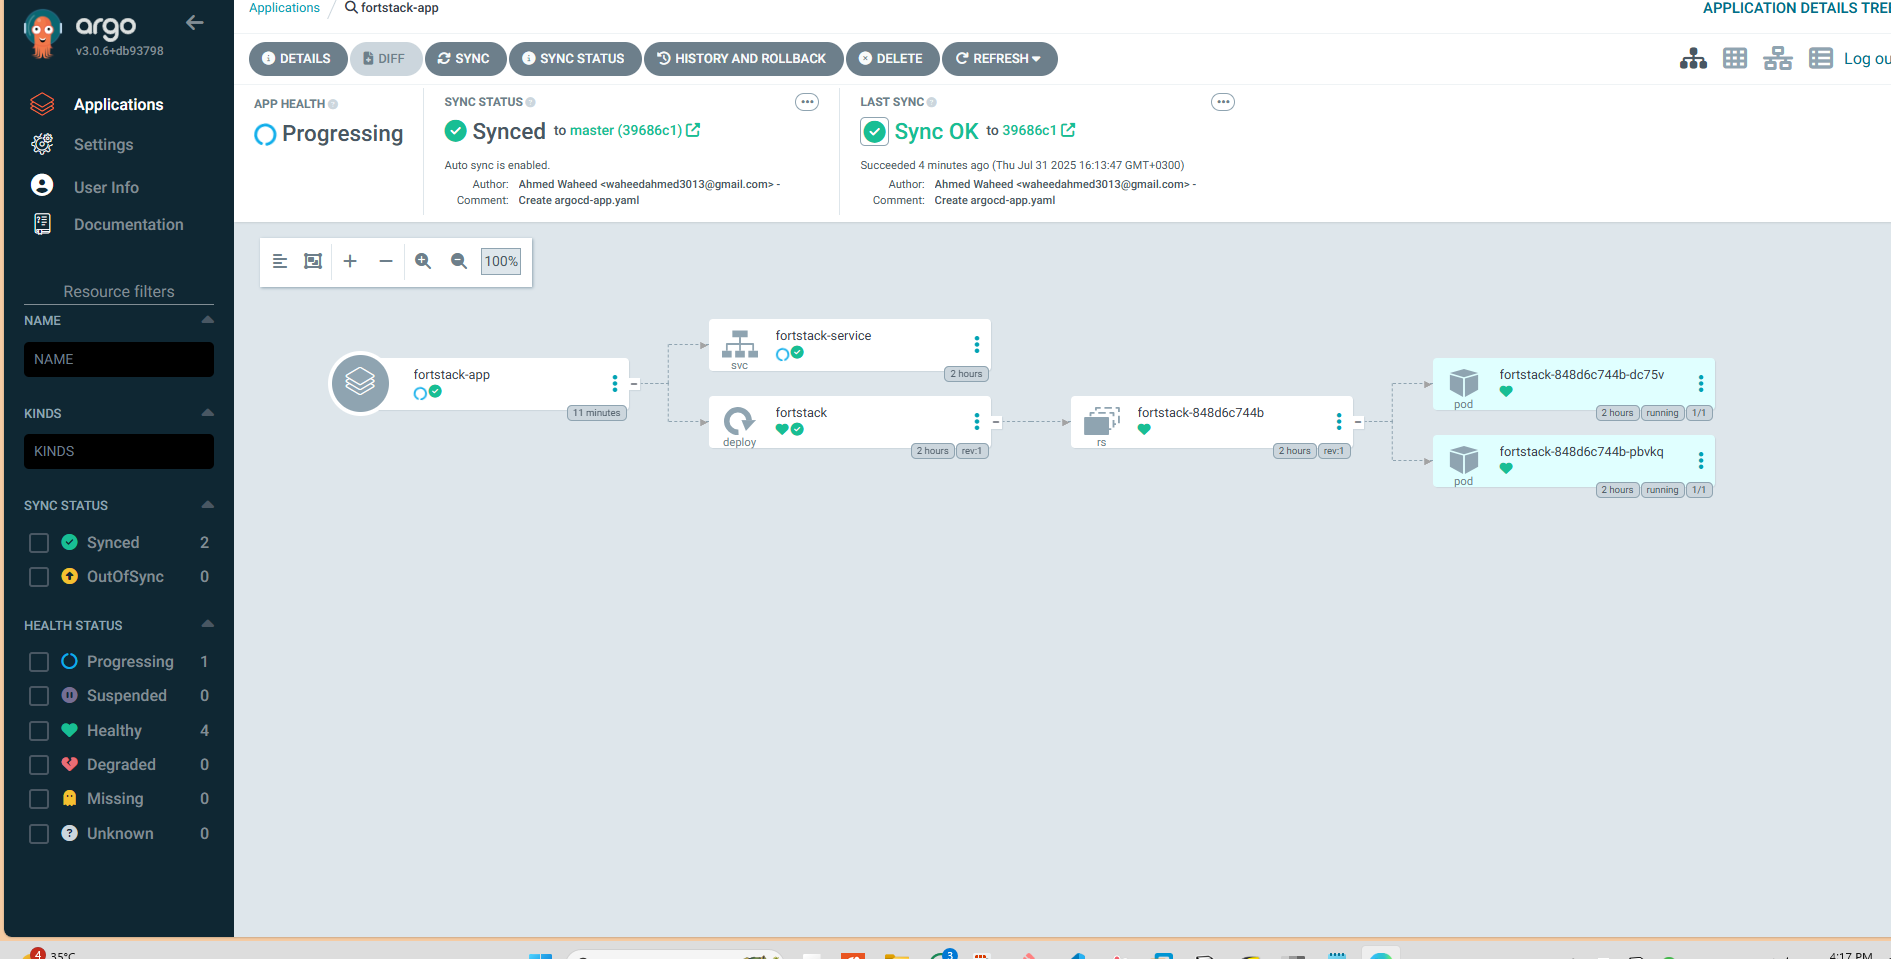 argo
v3.0.6+db93798
Applications
Settings
User Info
Documentation
Resource filters
NAME
NAME
KINDS
KINDS
SYNC STATUS
Synced 2
OutOfSync 0
HEALTH STATUS
Progressing 1
Suspended 0
Healthy 4
Degraded 0
Missing 0
Unknown 0
Applications / fortstack-app
APPLICATION DETAILS TREE
DETAILS DIFF SYNC SYNC STATUS HISTORY AND ROLLBACK DELETE REFRESH
Log ou
APP HEALTH
Progressing
SYNC STATUS
Synced to master (39686c1)
Auto sync is enabled.
Author: Ahmed Waheed <waheedahmed3013@gmail.com> -
Comment: Create argocd-app.yaml
LAST SYNC
Sync OK to 39686c1
Succeeded 4 minutes ago (Thu Jul 31 2025 16:13:47 GMT+0300)
Author: Ahmed Waheed <waheedahmed3013@gmail.com> -
Comment: Create argocd-app.yaml
100%
fortstack-app
11 minutes
fortstack-service
svc
2 hours
fortstack
deploy
2 hours rev:1
fortstack-848d6c744b
rs
2 hours rev:1
fortstack-848d6c744b-dc75v
pod
2 hours running 1/1
fortstack-848d6c744b-pbvkq
pod
2 hours running 1/1
4
35°C
3
4:17 PM